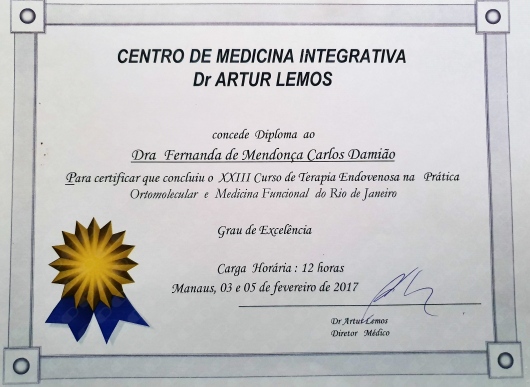 CENTRO DE MEDICINA INTEGRATIVA
Dr ARTUR LEMOS
concede Diploma ao
Dra Fernanda de Mendonça Carlos Damião
Para certificar que concluiu o XXIII Curso de Terapia Endovenosa na Prática
Ortomolecular e Medicina Funcional do Rio de Janeiro
Grau de Excelência
Carga Horária : 12 horas
Manaus, 03 e 05 de fevereiro de 2017
Dr Artur Lemos
Diretor Médico